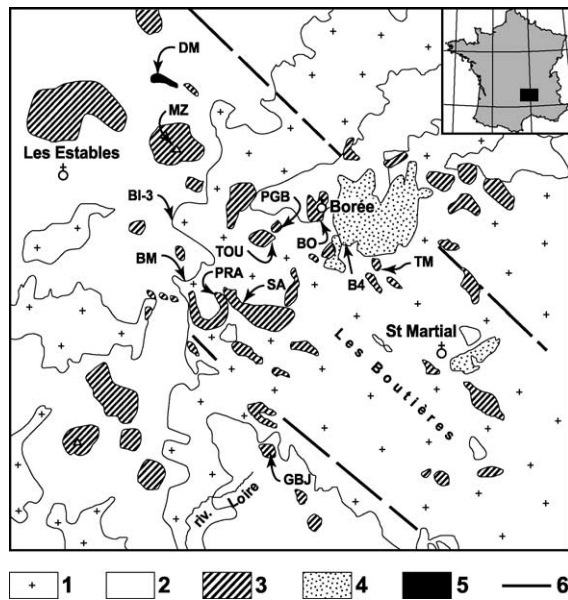 DM
MZ
Les Estables
BI-3
PGB
Borée
TOU
BO
BM
PRA
SA
B4
TM
St Martial
Les Boutières
GBJ
riv. Loire
1 2 3 4 5 6